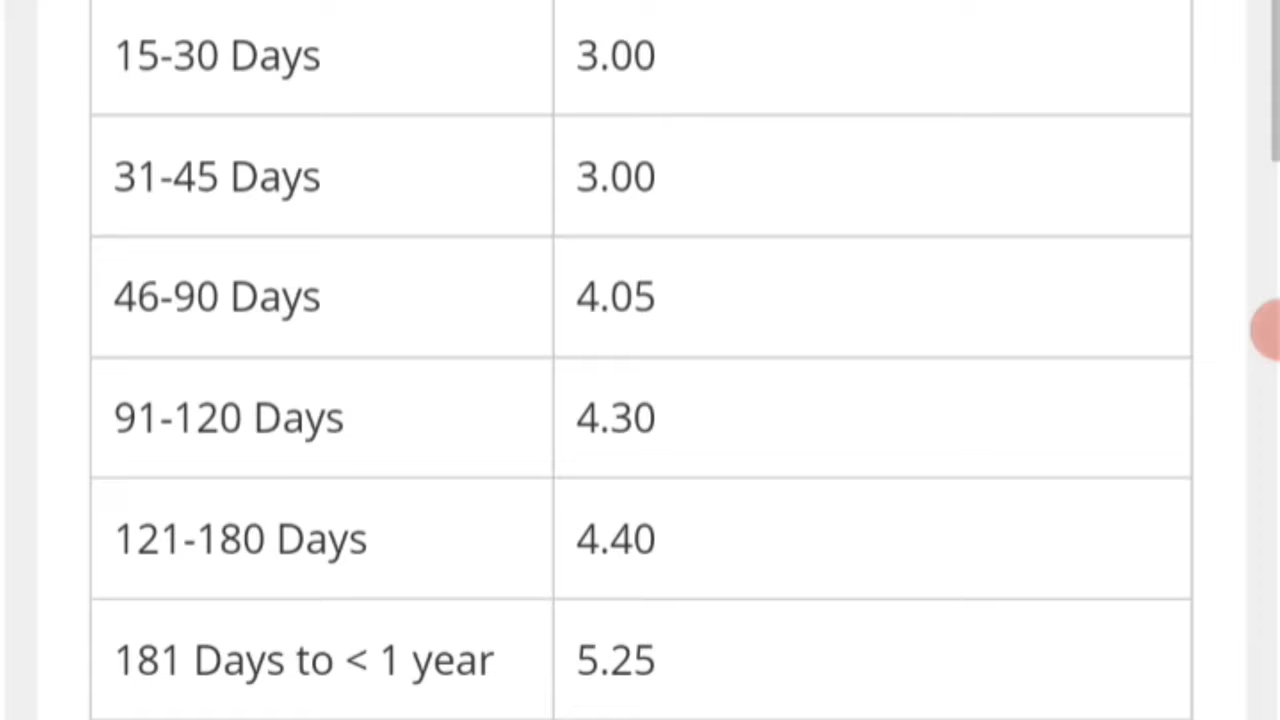 15-30 Days 3.00
31-45 Days 3.00
46-90 Days 4.05
91-120 Days 4.30
121-180 Days 4.40
181 Days to < 1 year 5.25